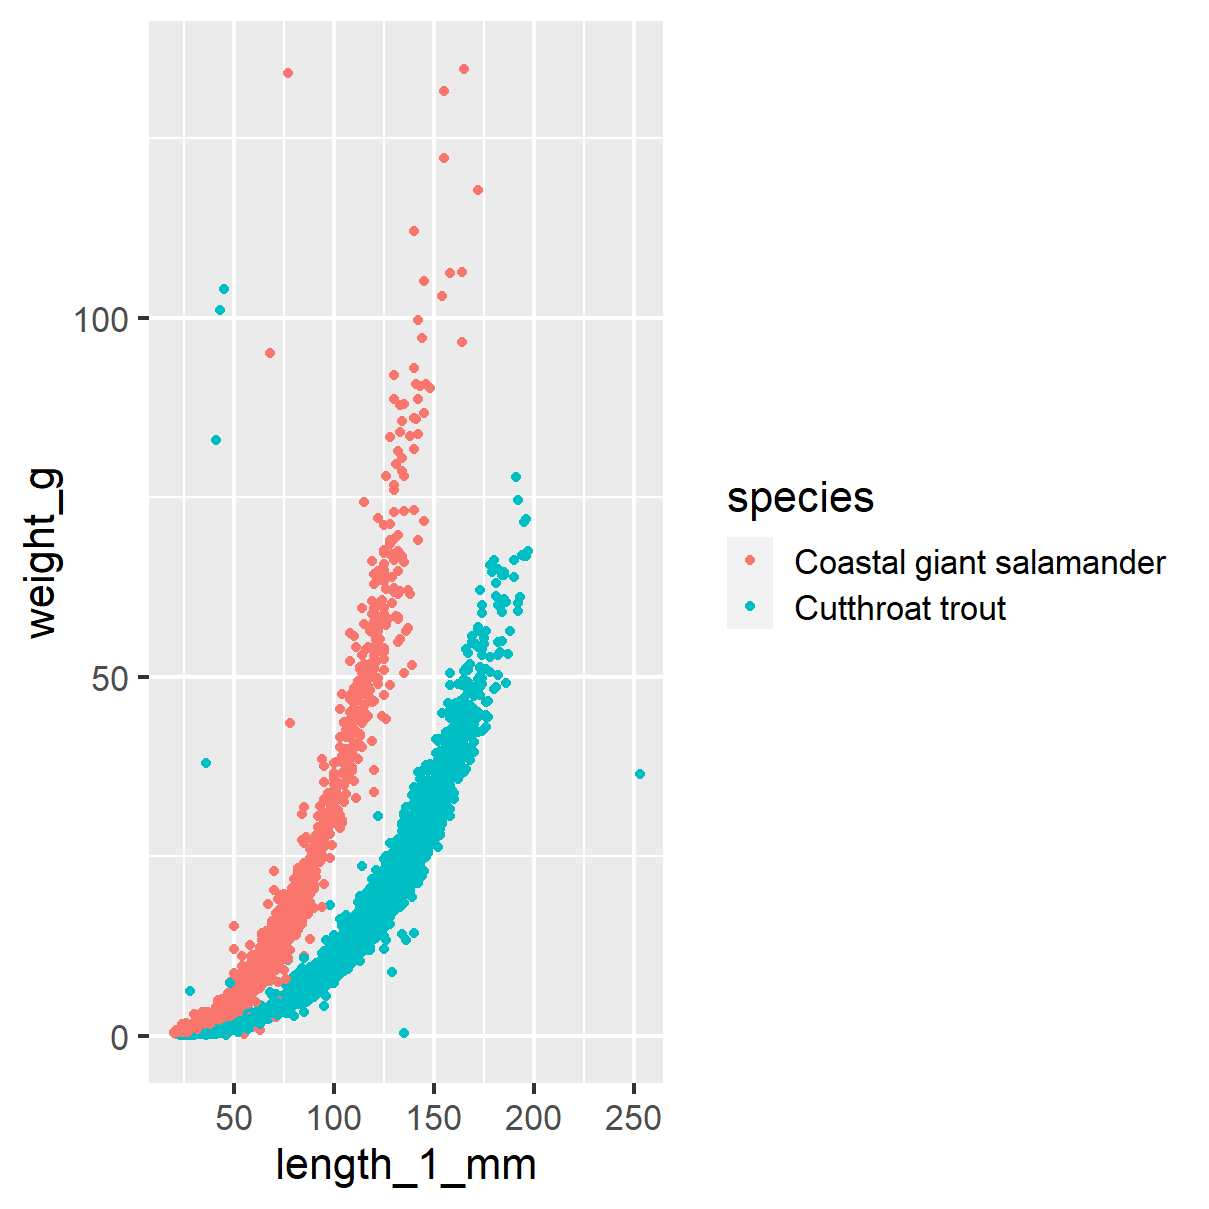 weight_g
100
50
0
50 100 150 200 250
length_1_mm
species
Coastal giant salamander
Cutthroat trout